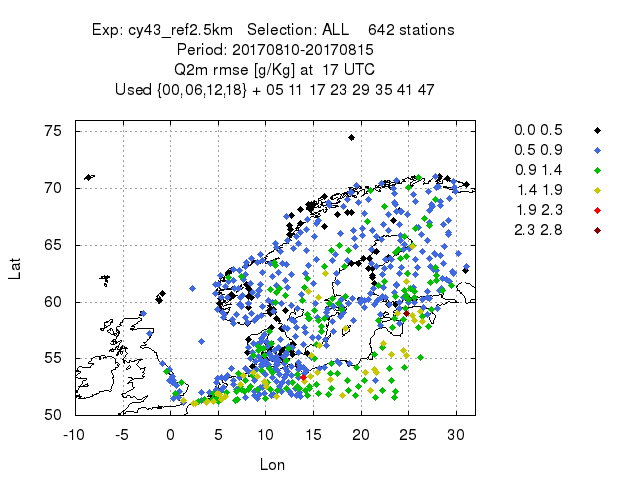 Exp: cy43_ref2.5km Selection: ALL 642 stations
Period: 20170810-20170815
Q2m rmse [g/Kg] at 17 UTC
Used {00,06,12,18} + 05 11 17 23 29 35 41 47
75
70
65
60
55
50
Lat
-10 -5 0 5 10 15 20 25 30
Lon
0.0 0.5
0.5 0.9
0.9 1.4
1.4 1.9
1.9 2.3
2.3 2.8